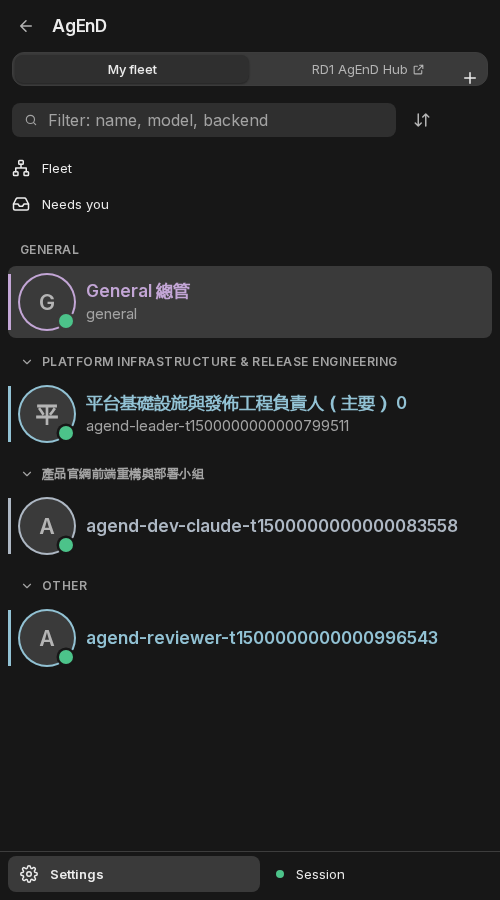 AgEnD
My fleet
RD1 AgEnD Hub
Filter: name, model, backend
Fleet
Needs you
GENERAL
G
General 總管
general
PLATFORM INFRASTRUCTURE & RELEASE ENGINEERING
平
平台基礎設施與發佈工程負責人（主要）0
agend-leader-t1500000000000799511
產品官網前端重構與部署小組
A
agend-dev-claude-t1500000000000083558
OTHER
A
agend-reviewer-t1500000000000996543
Settings
Session